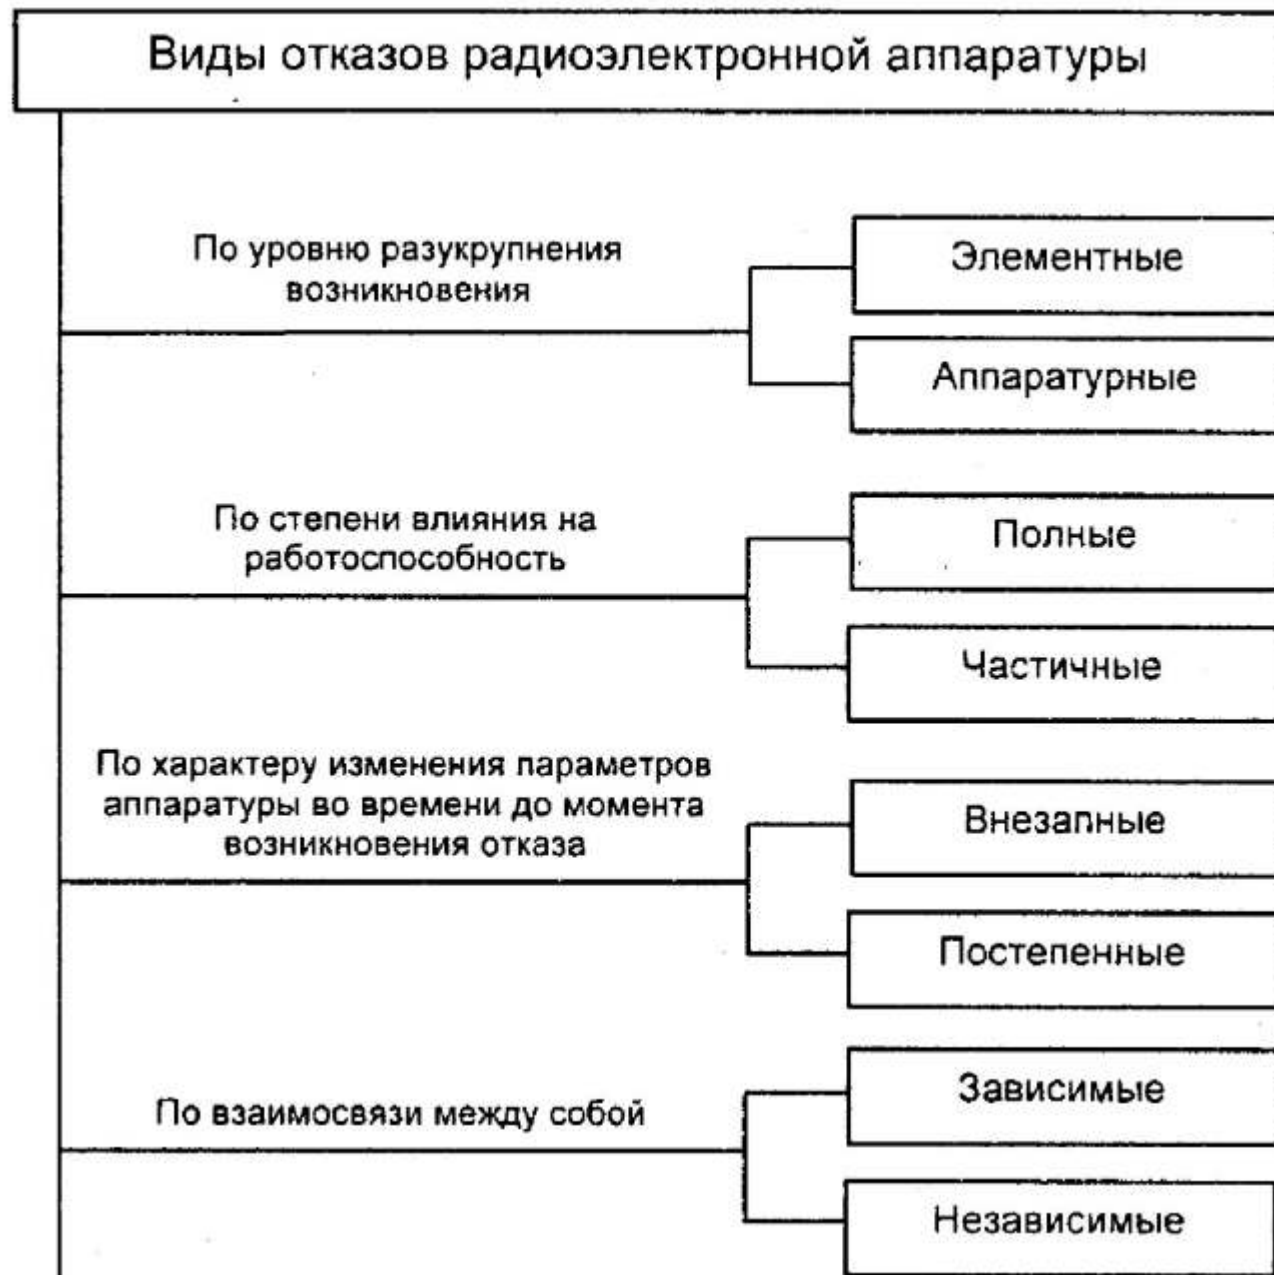 Виды отказов радиоэлектронной аппаратуры
По уровню разукрупнения
возникновения
Элементные
Аппаратурные
По степени влияния на
работоспособность
Полные
Частичные
По характеру изменения параметров
аппаратуры во времени до момента
возникновения отказа
Внезапные
Постепенные
По взаимосвязи между собой
Зависимые
Независимые